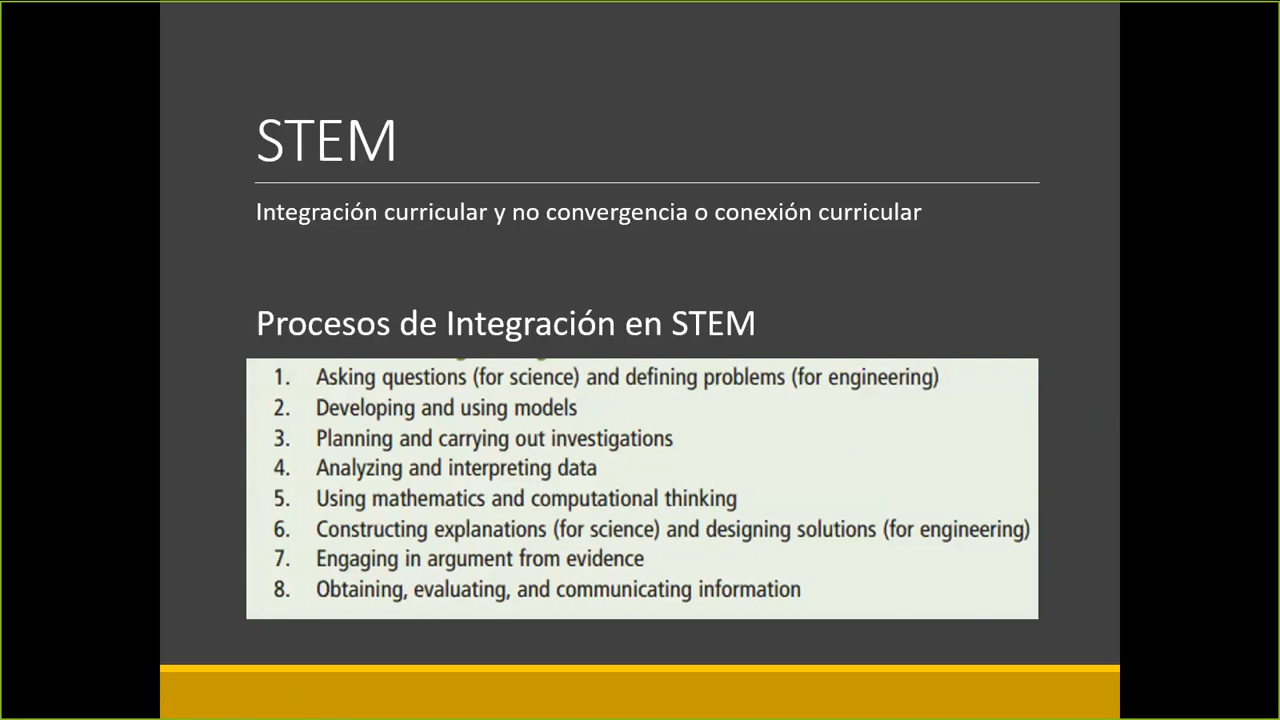 STEM
Integración curricular y no convergencia o conexión curricular
Procesos de Integración en STEM
1. Asking questions (for science) and defining problems (for engineering)
2. Developing and using models
3. Planning and carrying out investigations
4. Analyzing and interpreting data
5. Using mathematics and computational thinking
6. Constructing explanations (for science) and designing solutions (for engineering)
7. Engaging in argument from evidence
8. Obtaining, evaluating, and communicating information